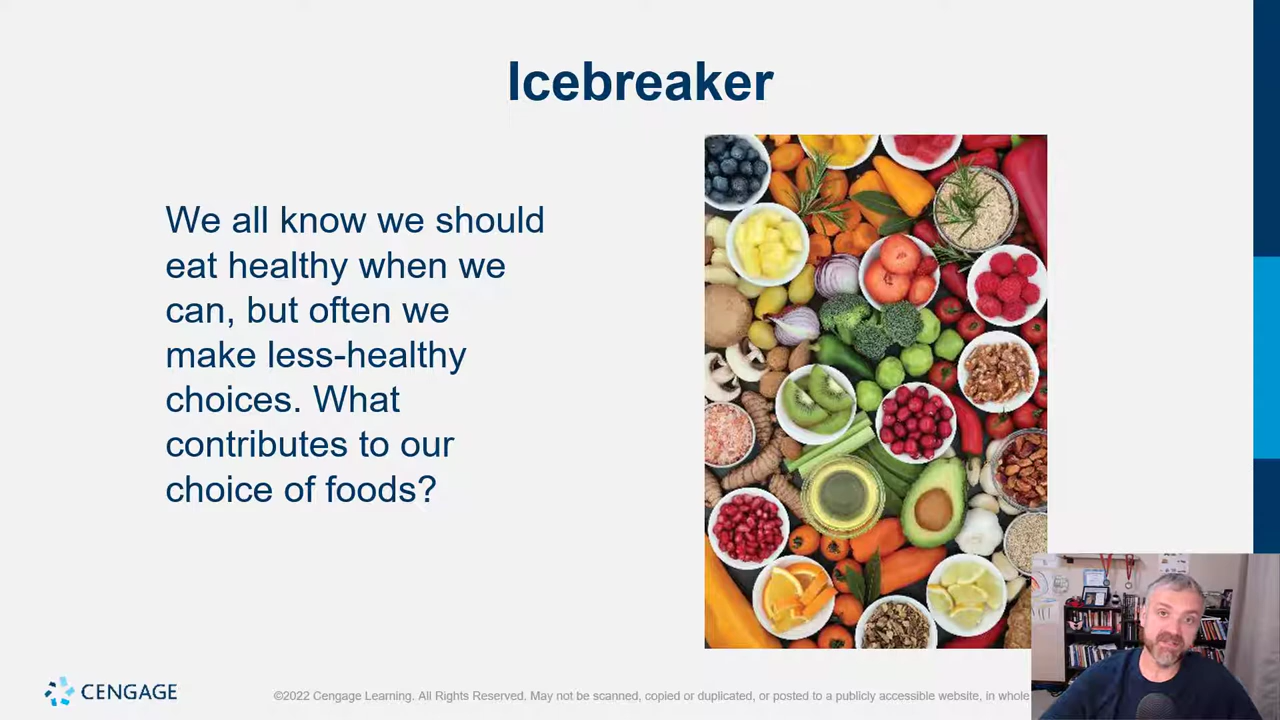 Icebreaker
We all know we should
eat healthy when we
can, but often we
make less-healthy
choices. What
contributes to our
choice of foods?
CENGAGE
©2022 Cengage Learning. All Rights Reserved. May not be scanned, copied or duplicated, or posted to a publicly accessible website, in whole